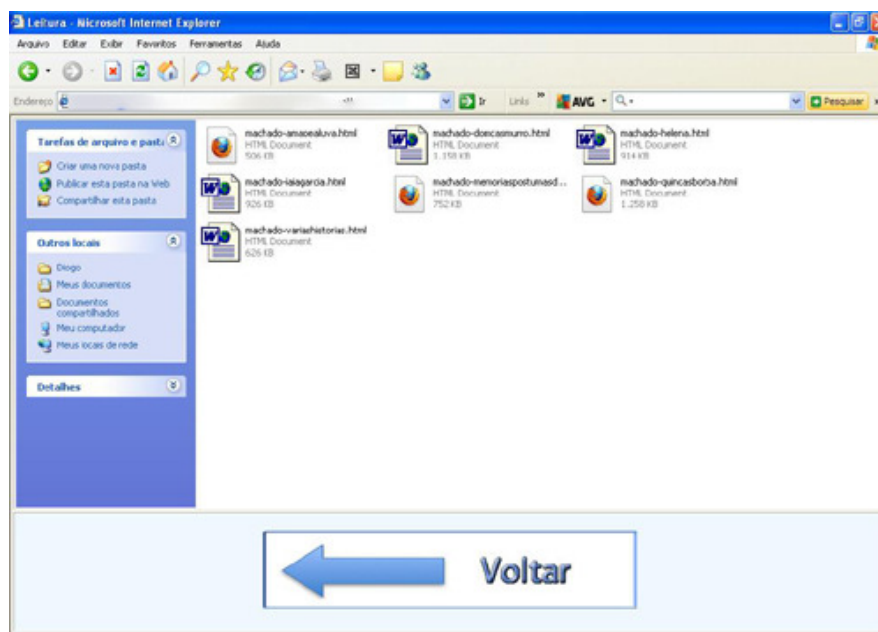 Leitura - Microsoft Internet Explorer
Arquivo Editar Exibir Favoritos Ferramentas Ajuda
Endereço Ir Links AVG Pesquisar
Tarefas de arquivo e pasta
Criar uma nova pasta
Publicar esta pasta na Web
Compartilhar esta pasta
Outros locais
Diogo
Meus documentos
Documentos
compartilhados
Meu computador
Meus locais de rede
Detalhes
machado-amaoealuva.html
HTML Document
506 KB
machado-domcasmurro.html
HTML Document
1.158 KB
machado-helena.html
HTML Document
914 KB
machado-iaiagarcia.html
HTML Document
926 KB
machado-memoriaspostumasd...
HTML Document
752 KB
machado-quincasborba.html
HTML Document
1.258 KB
machado-variashistorias.html
HTML Document
626 KB
Voltar